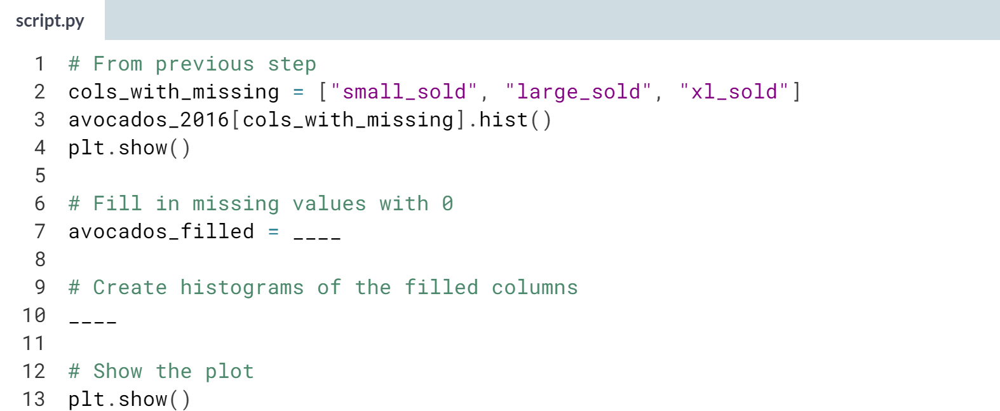 script.py
1 # From previous step
2 cols_with_missing = ["small_sold", "large_sold", "xl_sold"]
3 avocados_2016[cols_with_missing].hist()
4 plt.show()
5
6 # Fill in missing values with 0
7 avocados_filled = ____
8
9 # Create histograms of the filled columns
10 ____
11
12 # Show the plot
13 plt.show()